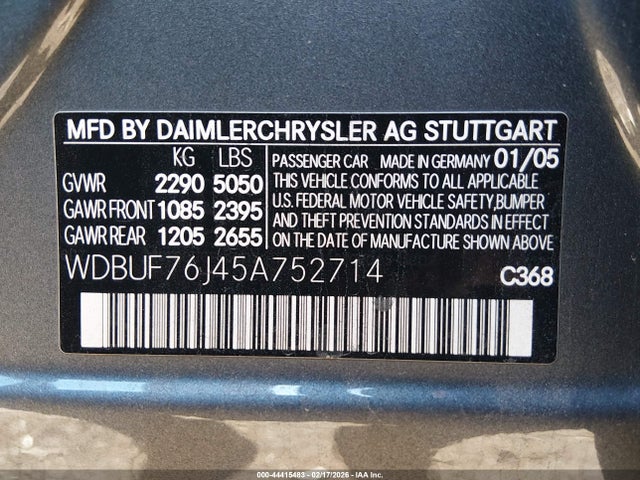 MFD BY DAIMLERCHRYSLER AG STUTTGART
KG LBS
GVWR 2290 5050
GAWR FRONT 1085 2395
GAWR REAR 1205 2655
PASSENGER CAR MADE IN GERMANY 01/05
THIS VEHICLE CONFORMS TO ALL APPLICABLE
U.S. FEDERAL MOTOR VEHICLE SAFETY,BUMPER
AND THEFT PREVENTION STANDARDS IN EFFECT
ON THE DATE OF MANUFACTURE SHOWN ABOVE
WDBUF76J45A752714 C368
000-44415483 - 02/17/2026 - IAA Inc.